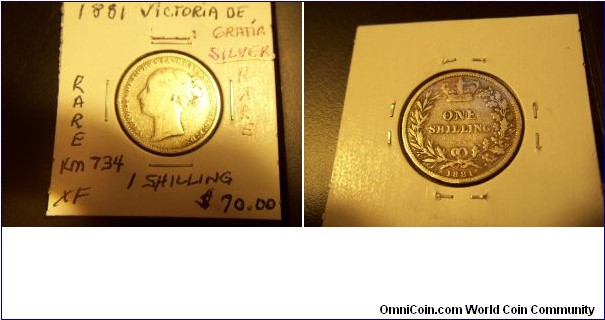 1881 VICTORIA DE
GRATIA
SILVER
RARE
RARE
Km 734
XF
1 SHILLING
$ 70.00
ONE
SHILLING
1881
OmniCoin.com World Coin Community